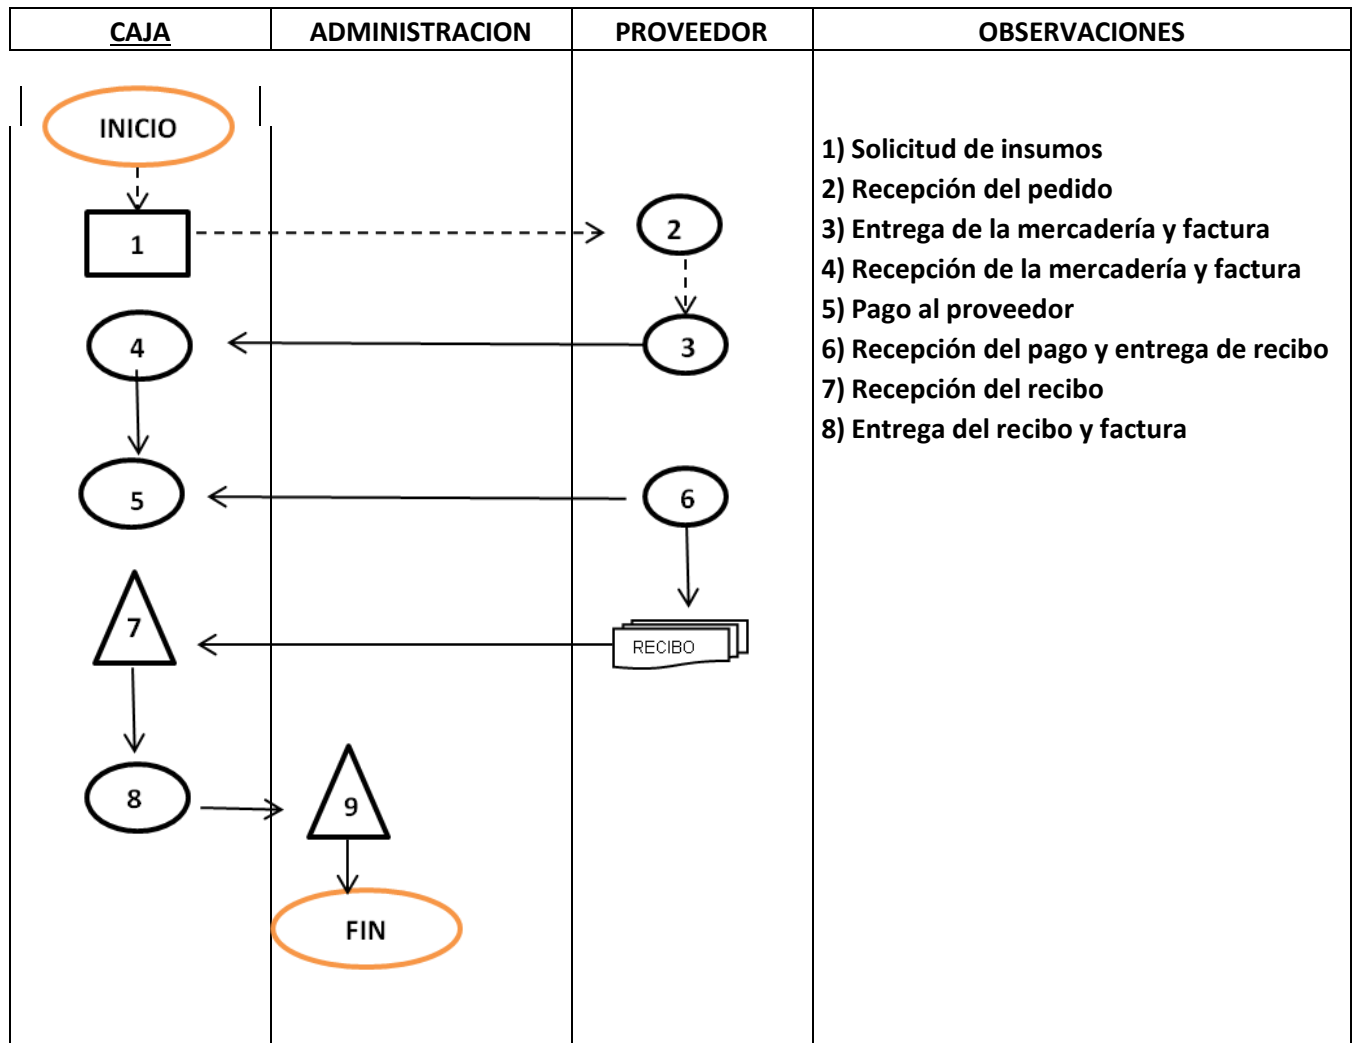 CAJA ADMINISTRACION PROVEEDOR OBSERVACIONES
INICIO
1) Solicitud de insumos
2) Recepción del pedido
3) Entrega de la mercadería y factura
4) Recepción de la mercadería y factura
5) Pago al proveedor
6) Recepción del pago y entrega de recibo
7) Recepción del recibo
8) Entrega del recibo y factura
1 2
4 3
5 6
7 RECIBO
8 9
FIN